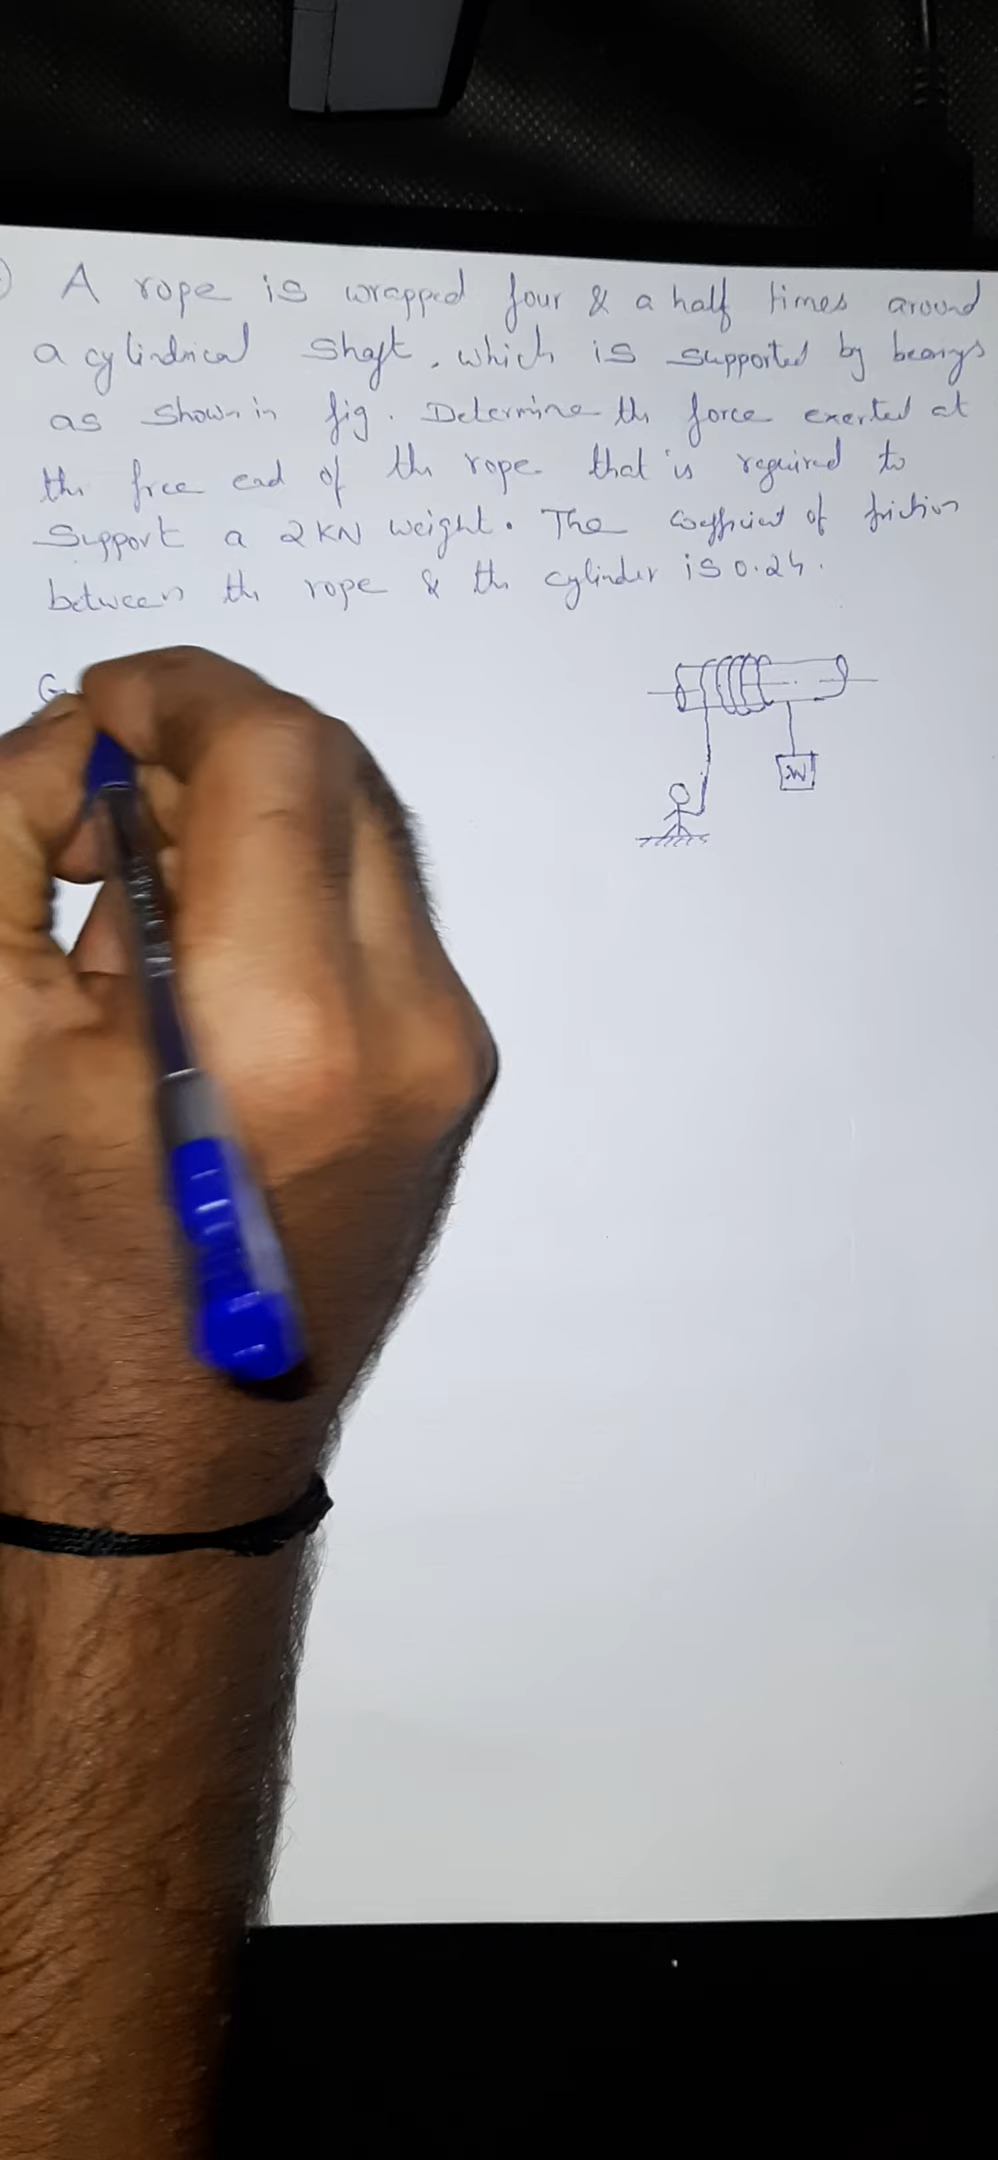 A rope is wrapped four & a half times around
a cylindrical shaft, which is supported by bearigs
as shown in fig. Determine the force exerted at
the free end of the rope that is required to
Support a 2KN weight. The coefficient of friction
between the rope & the cylinder is 0.24.
W